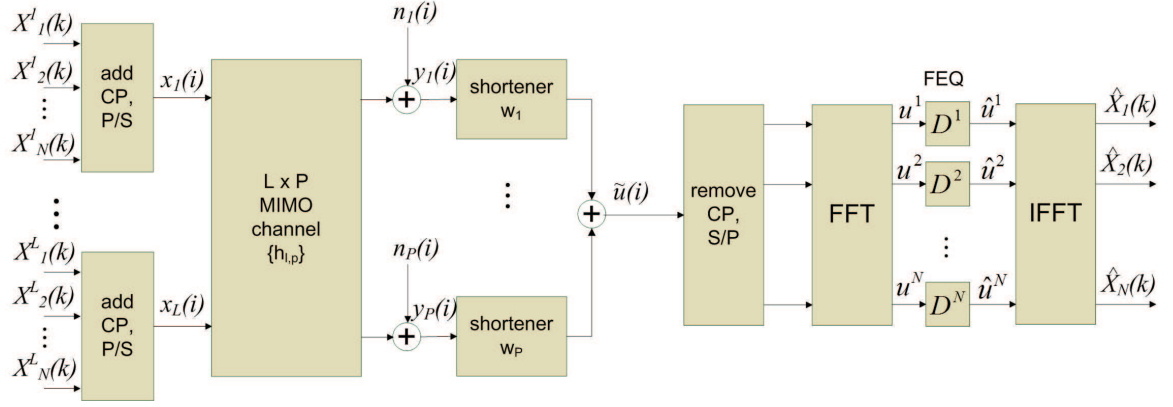 X^1_1(k)
X^1_2(k)
X^1_N(k)
add
CP,
P/S
x_1(i)
X^L_1(k)
X^L_2(k)
X^L_N(k)
add
CP,
P/S
x_L(i)
L x P
MIMO
channel
{h_{l,p}}
n_1(i)
+
y_1(i)
shortener
w_1
n_P(i)
+
y_P(i)
shortener
w_P
+
ũ(i)
remove
CP,
S/P
FFT
u^1
u^2
u^N
FEQ
D^1
D^2
D^N
û^1
û^2
û^N
IFFT
X̂_1(k)
X̂_2(k)
X̂_N(k)